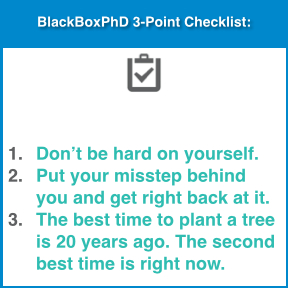 BlackBoxPhD 3-Point Checklist:
1. Don't be hard on yourself.
2. Put your misstep behind
you and get right back at it.
3. The best time to plant a tree
is 20 years ago. The second
best time is right now.